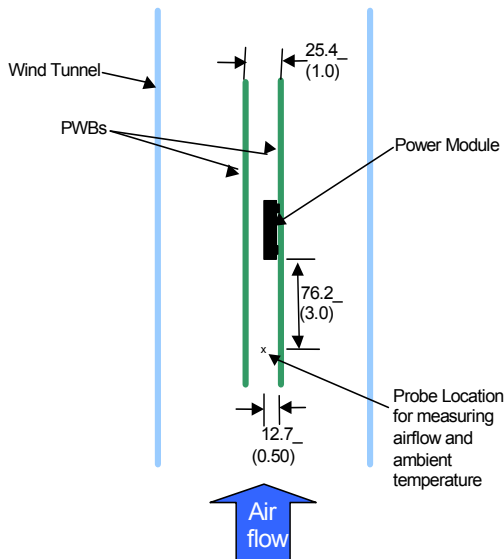 25.4_
(1.0)
Wind Tunnel
PWBs
Power Module
76.2_
(3.0)
x
Probe Location
for measuring
airflow and
ambient
temperature
12.7_
(0.50)
Air
flow